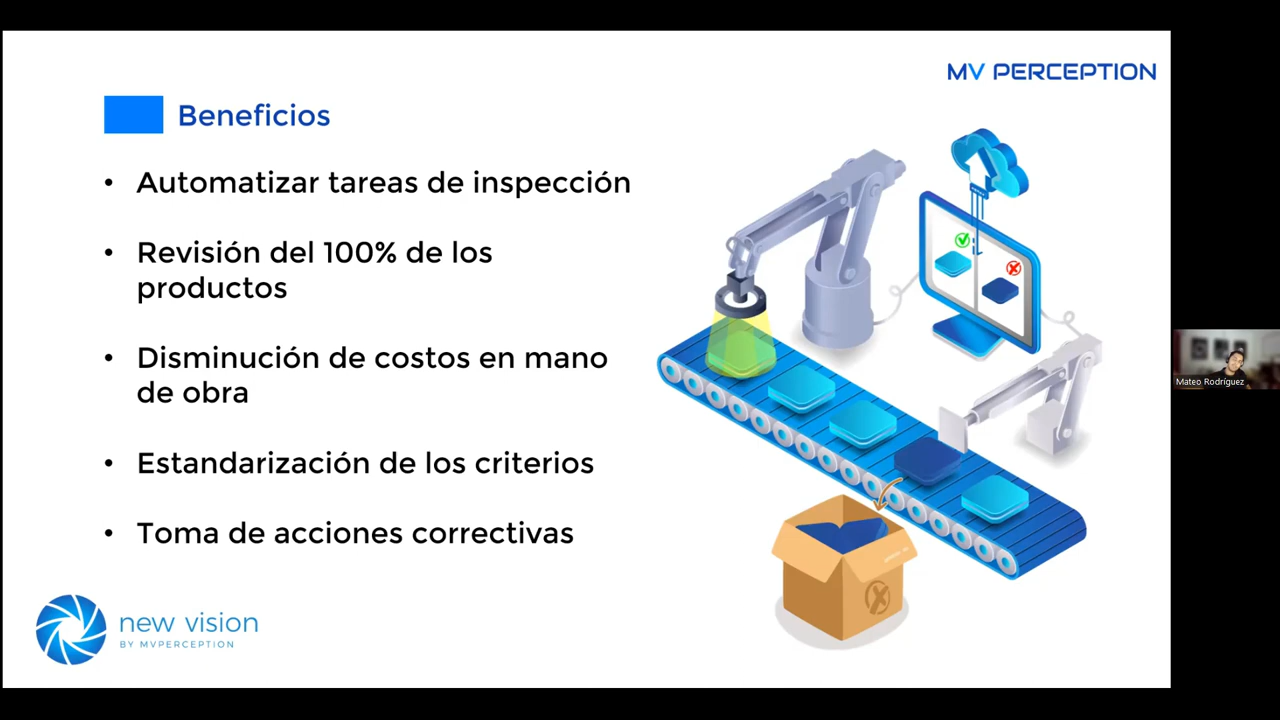 MV PERCEPTION
Beneficios
• Automatizar tareas de inspección
• Revisión del 100% de los
productos
• Disminución de costos en mano
de obra
• Estandarización de los criterios
• Toma de acciones correctivas
new vision
BY MVPERCEPTION
Mateo Rodríguez